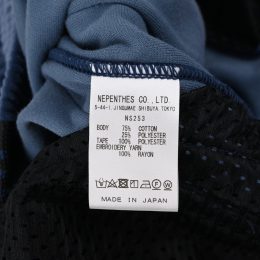 NEPENTHES CO.,LTD.
5-44-1.JINGUMAE SHIBUYA TOKYO
NS253
BODY 75% COTTON
25% POLYESTER
TAPE 100% POLYESTER
EMBROIDERY YARN
100% RAYON
MADE IN JAPAN